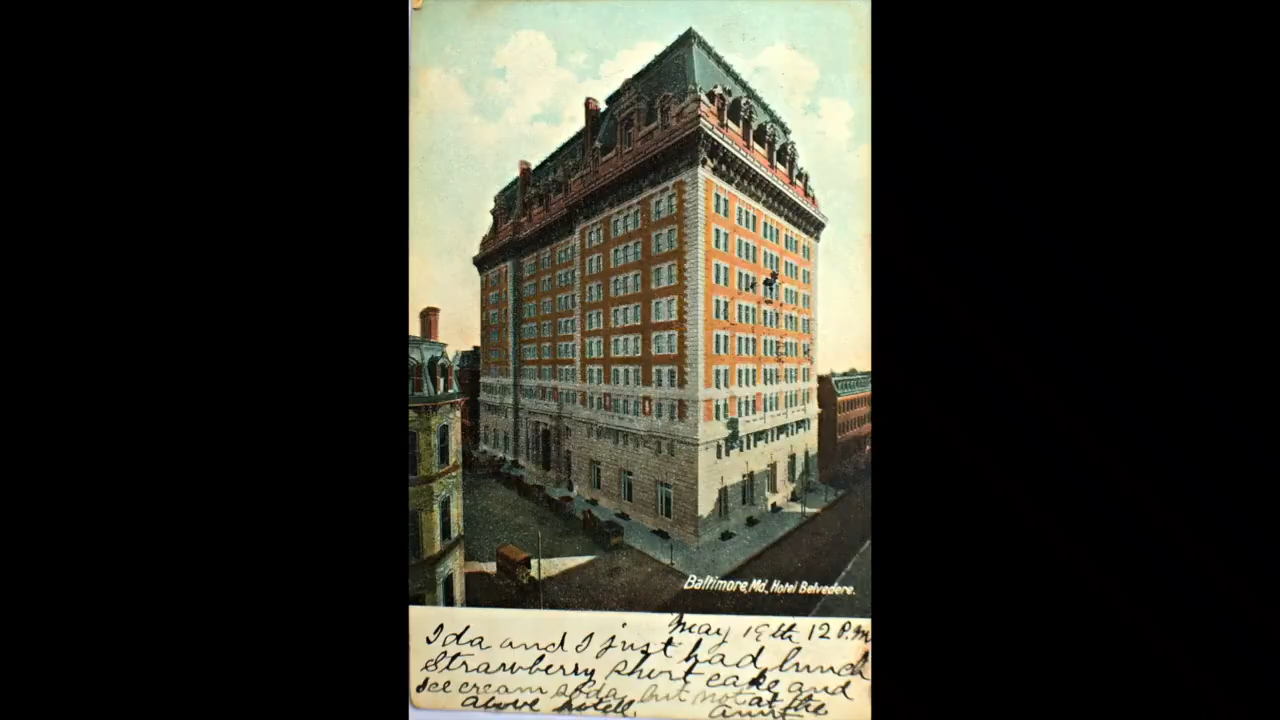 Baltimore, Md., Hotel Belvedere.
May 19th 12 P.M
Ida and I just had lunch
Strawberry short cake and
Ice cream soda, but not at the
above hotell.